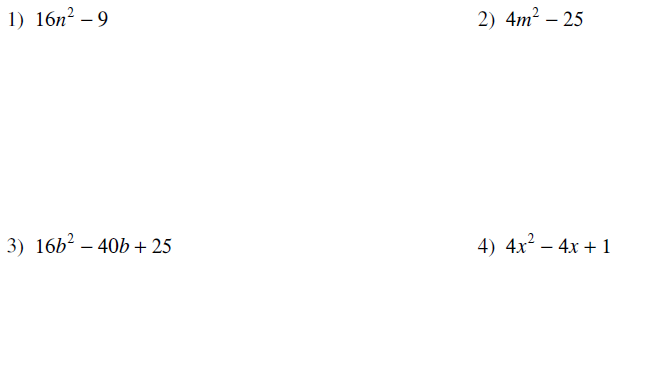 1) 16n² – 9
2) 4m² – 25
3) 16b² – 40b + 25
4) 4x² – 4x + 1